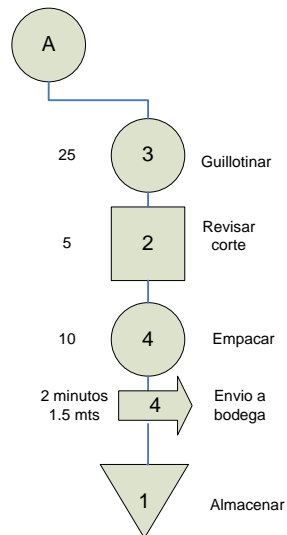 A
25 3 Guillotinar
5 2 Revisar
corte
10 4 Empacar
2 minutos
1.5 mts
4
Envio a
bodega
1 Almacenar